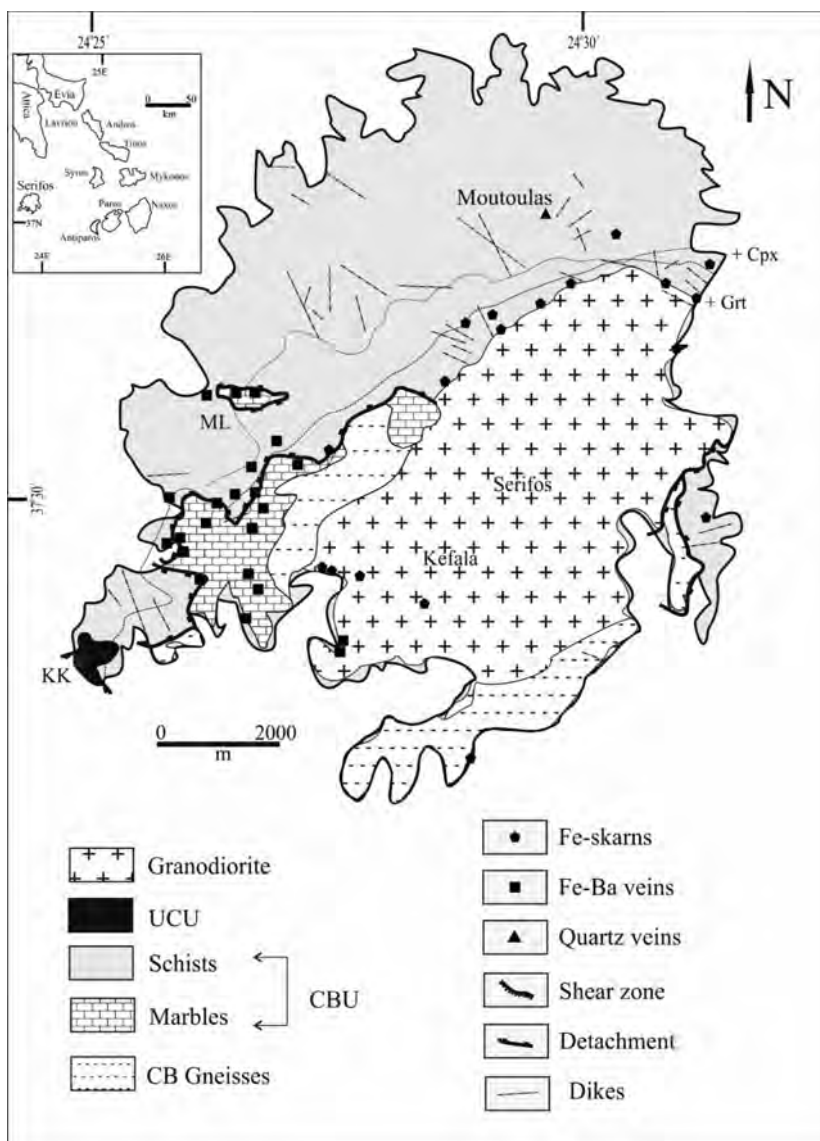 24°25
24°30
25E
0 50
km
N
Evia
Attica
Lavrion
Andros
Tinos
Syros
Mykonos
Serifos
Paros
Naxos
37N
Antiparos
24
26
Moutoulas
+ Cpx
+ Grt
ML
37°30'
Serifos
Kefala
KK
0 2000
m
Granodiorite
UCU
Schists
CBU
Marbles
CB Gneisses
Fe-skarns
Fe-Ba veins
Quartz veins
Shear zone
Detachment
Dikes